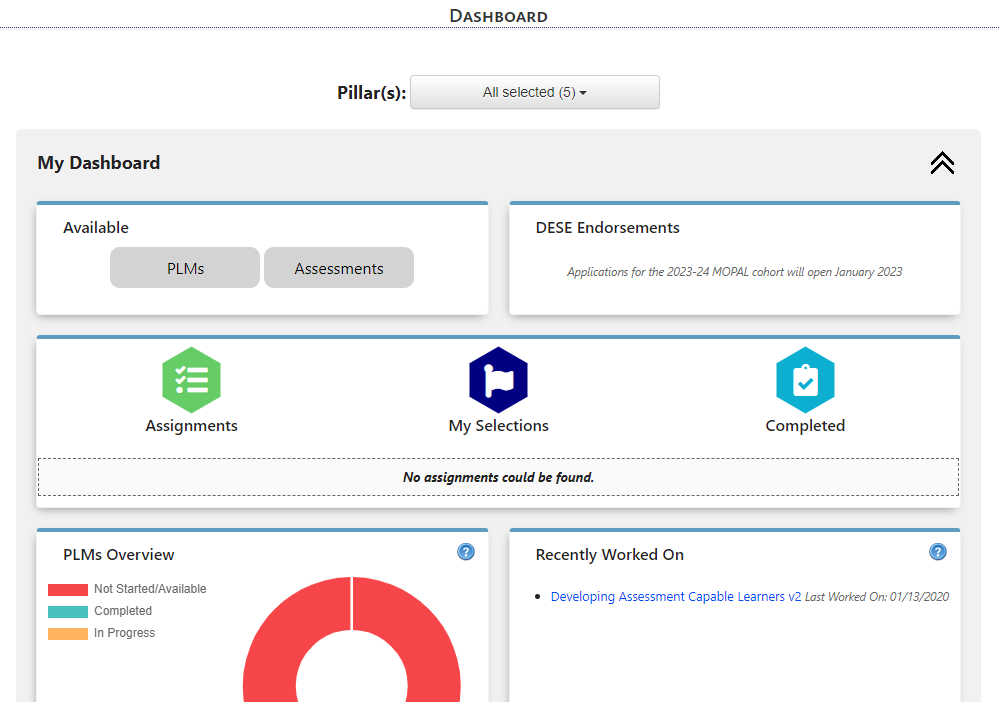 Dashboard
Pillar(s): All selected (5)
My Dashboard
Available
PLMs
Assessments
DESE Endorsements
Applications for the 2023-24 MOPAL cohort will open January 2023
Assignments
My Selections
Completed
No assignments could be found.
PLMs Overview
?
Not Started/Available
Completed
In Progress
Recently Worked On
?
Developing Assessment Capable Learners v2 Last Worked On: 01/13/2020